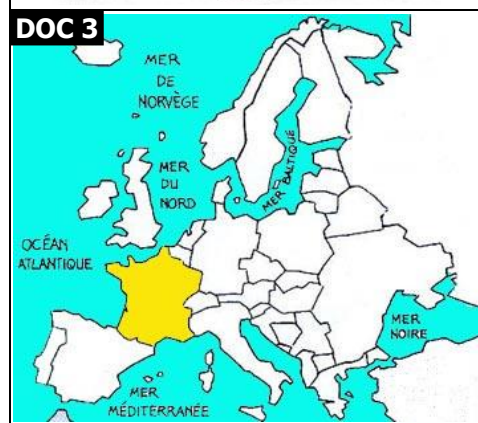 DOC 3
MER
DE
NORVÈGE
MER
DU
NORD
MER BALTIQUE
OCÉAN
ATLANTIQUE
MER
NOIRE
MER
MÉDITERRANÉE